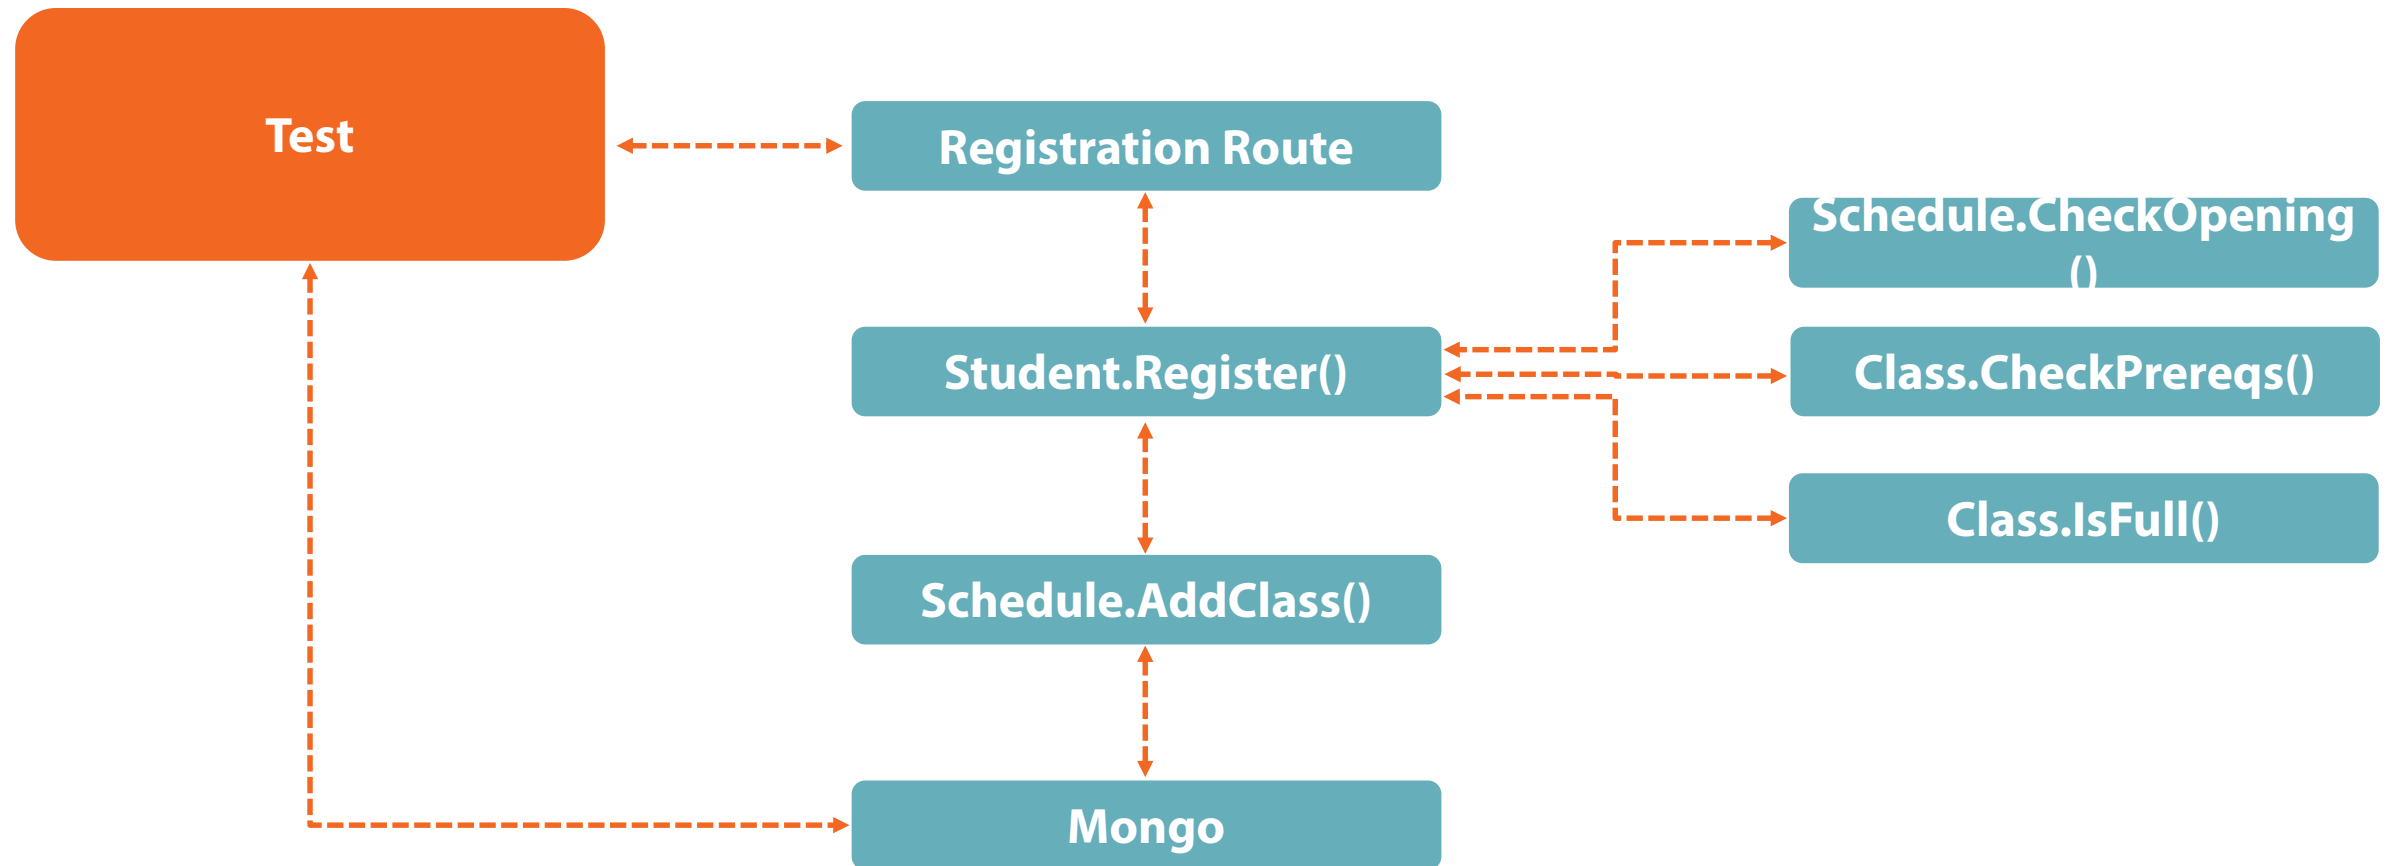 Test
Registration Route
Schedule.CheckOpening
()
Student.Register()
Class.CheckPrereqs()
Class.IsFull()
Schedule.AddClass()
Mongo